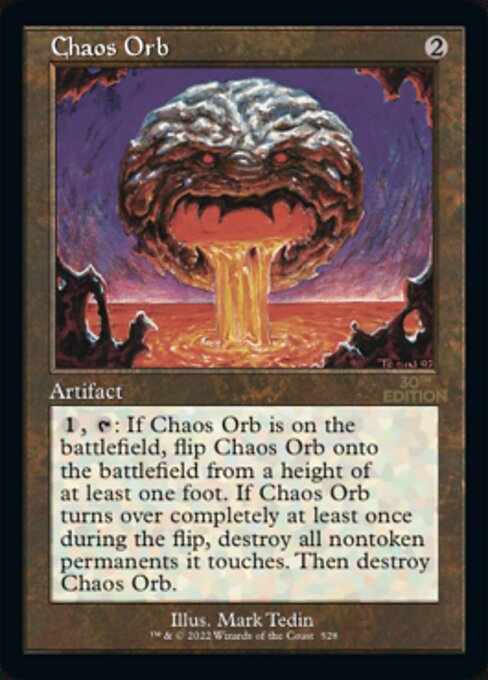 Chaos Orb 2
TEDIN 93
30TH EDITION
Artifact
1, T: If Chaos Orb is on the
battlefield, flip Chaos Orb onto
the battlefield from a height of
at least one foot. If Chaos Orb
turns over completely at least once
during the flip, destroy all nontoken
permanents it touches. Then destroy
Chaos Orb.
Illus. Mark Tedin
™ & © 2022 Wizards of the Coast 528